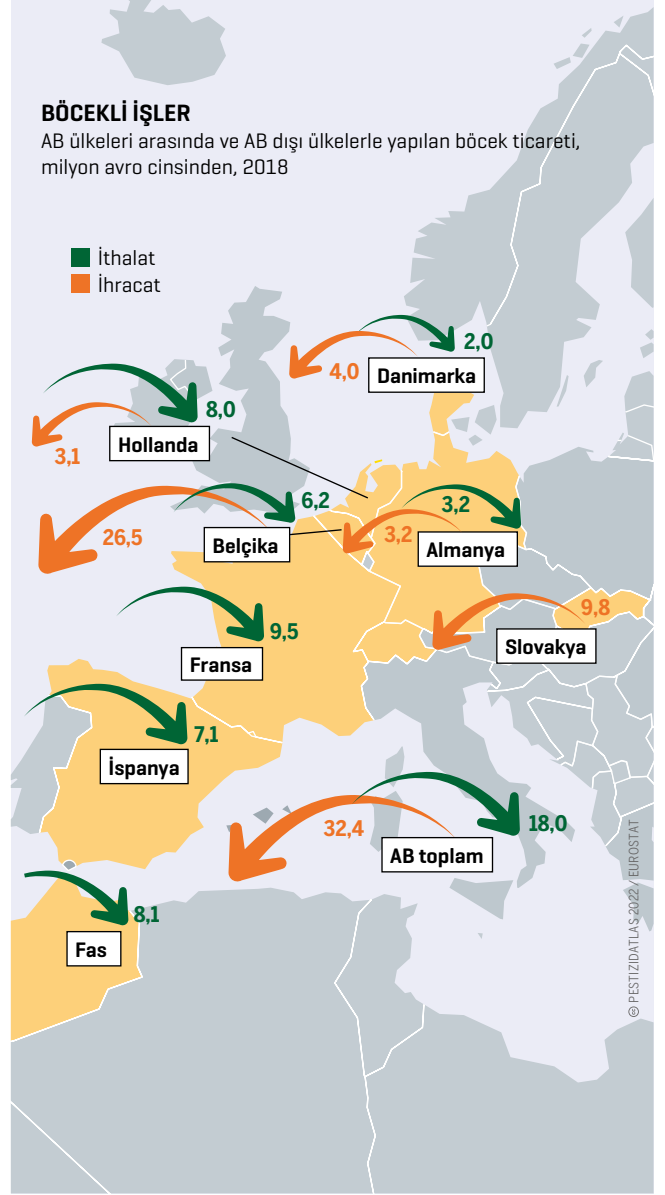 BÖCEKLİ İŞLER
AB ülkeleri arasında ve AB dışı ülkelerle yapılan böcek ticareti,
milyon avro cinsinden, 2018
İthalat
İhracat
2,0
4,0
Danimarka
8,0
3,1
Hollanda
6,2
26,5
Belçika
3,2
3,2
Almanya
9,8
Slovakya
9,5
Fransa
7,1
İspanya
32,4
18,0
AB toplam
8,1
Fas
PESTIZIDATLAS 2022 / EUROSTAT